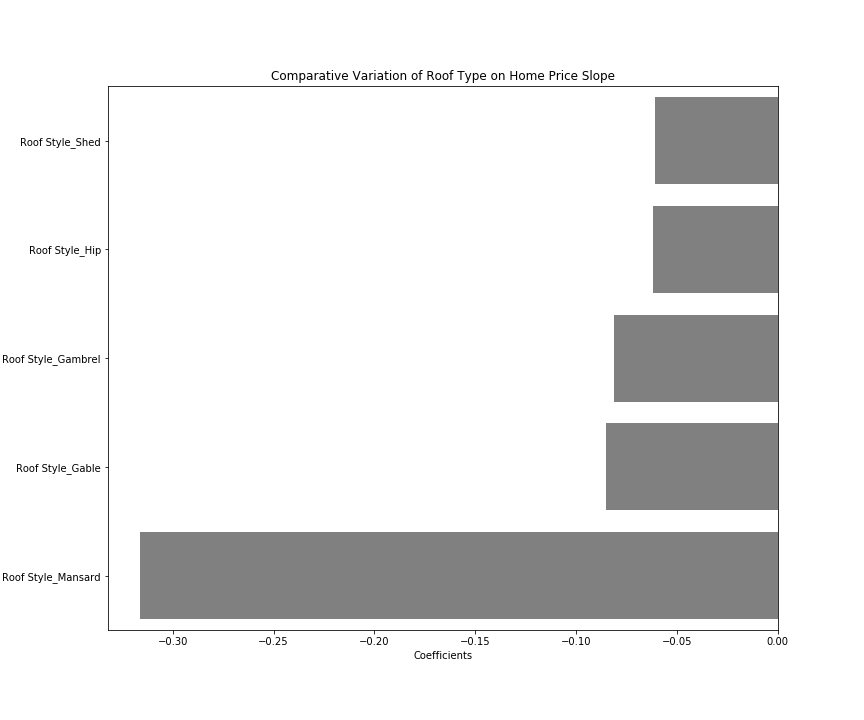 Comparative Variation of Roof Type on Home Price Slope
Roof Style_Shed
Roof Style_Hip
Roof Style_Gambrel
Roof Style_Gable
Roof Style_Mansard
−0.30 −0.25 −0.20 −0.15 −0.10 −0.05 0.00
Coefficients